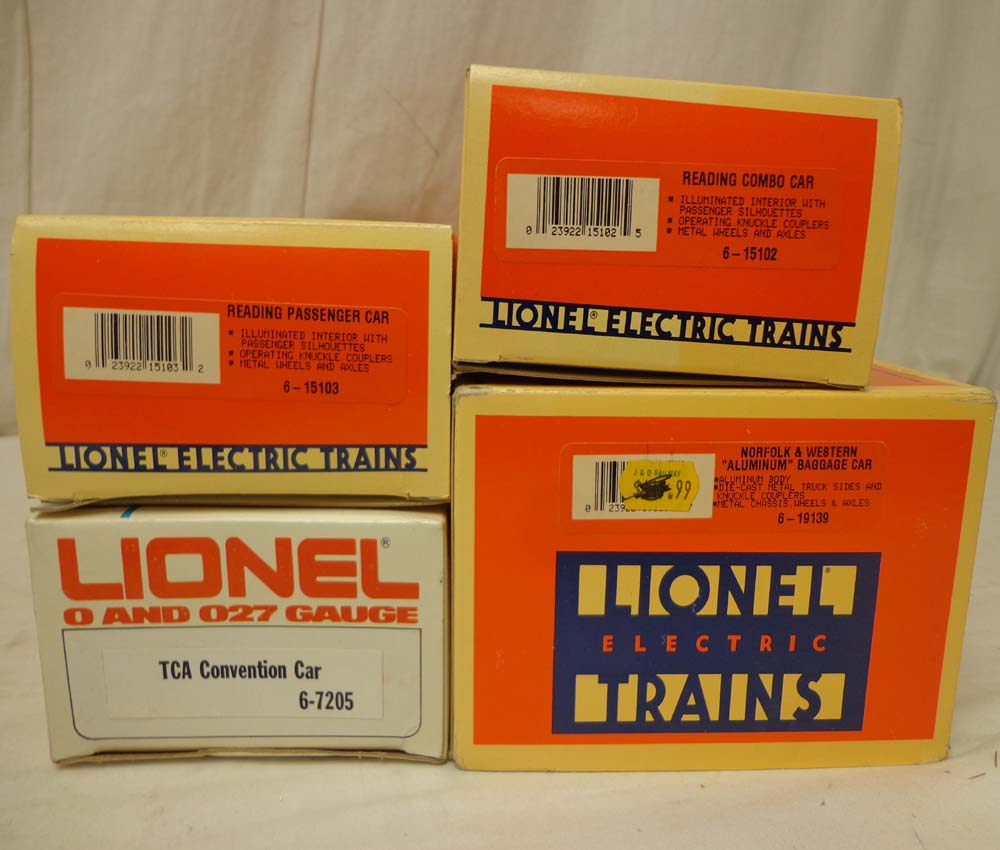 READING COMBO CAR
ILLUMINATED INTERIOR WITH
PASSENGER SILHOUETTES
OPERATING KNUCKLE COUPLERS
METAL WHEELS AND AXLES
6-15102
0 23922 15102 5
LIONEL® ELECTRIC TRAINS
READING PASSENGER CAR
ILLUMINATED INTERIOR WITH
PASSENGER SILHOUETTES
OPERATING KNUCKLE COUPLERS
METAL WHEELS AND AXLES
6-15103
0 23922 15103 2
LIONEL® ELECTRIC TRAINS
NORFOLK & WESTERN
"ALUMINUM" BAGGAGE CAR
ALUMINUM BODY
DIE-CAST METAL TRUCK SIDES AND
KNUCKLE COUPLERS
METAL CHASSIS, WHEELS & AXLES
6-19139
J & D RAILWAY
99
0 239
LIONEL®
ELECTRIC
TRAINS
LIONEL®
O AND O27 GAUGE
TCA Convention Car
6-7205